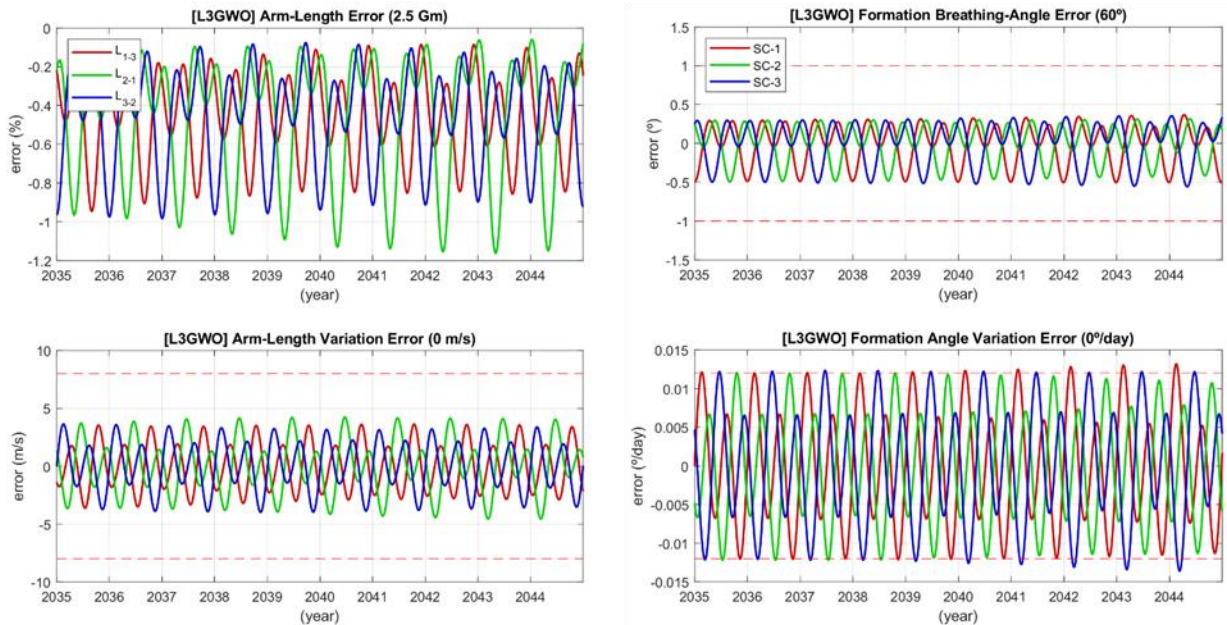 [L3GWO] Arm-Length Error (2.5 Gm)
0
-0.2
-0.4
-0.6
-0.8
-1
-1.2
error (%)
L1-3
L2-1
L3-2
2035 2036 2037 2038 2039 2040 2041 2042 2043 2044
(year)
[L3GWO] Formation Breathing-Angle Error (60º)
1.5
1
0.5
0
-0.5
-1
-1.5
error (º)
SC-1
SC-2
SC-3
2035 2036 2037 2038 2039 2040 2041 2042 2043 2044
(year)
[L3GWO] Arm-Length Variation Error (0 m/s)
10
5
0
-5
-10
error (m/s)
2035 2036 2037 2038 2039 2040 2041 2042 2043 2044
(year)
[L3GWO] Formation Angle Variation Error (0º/day)
0.015
0.01
0.005
0
-0.005
-0.01
-0.015
error (º/day)
2035 2036 2037 2038 2039 2040 2041 2042 2043 2044
(year)